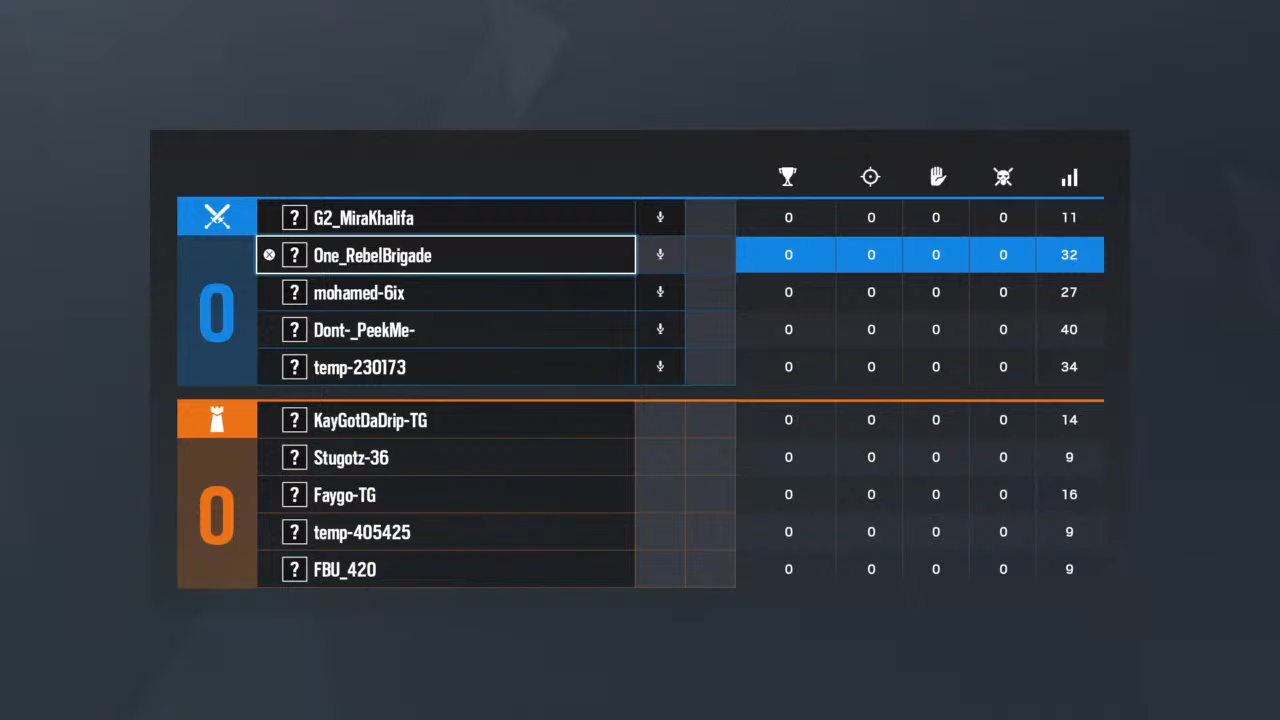 ? G2_MiraKhalifa 0 0 0 0 11
? One_RebelBrigade 0 0 0 0 32
0
? mohamed-6ix 0 0 0 0 27
? Dont-_PeekMe- 0 0 0 0 40
? temp-230173 0 0 0 0 34
? KayGotDaDrip-TG 0 0 0 0 14
? Stugotz-36 0 0 0 0 9
? Faygo-TG 0 0 0 0 16
0
? temp-405425 0 0 0 0 9
? FBU_420 0 0 0 0 9